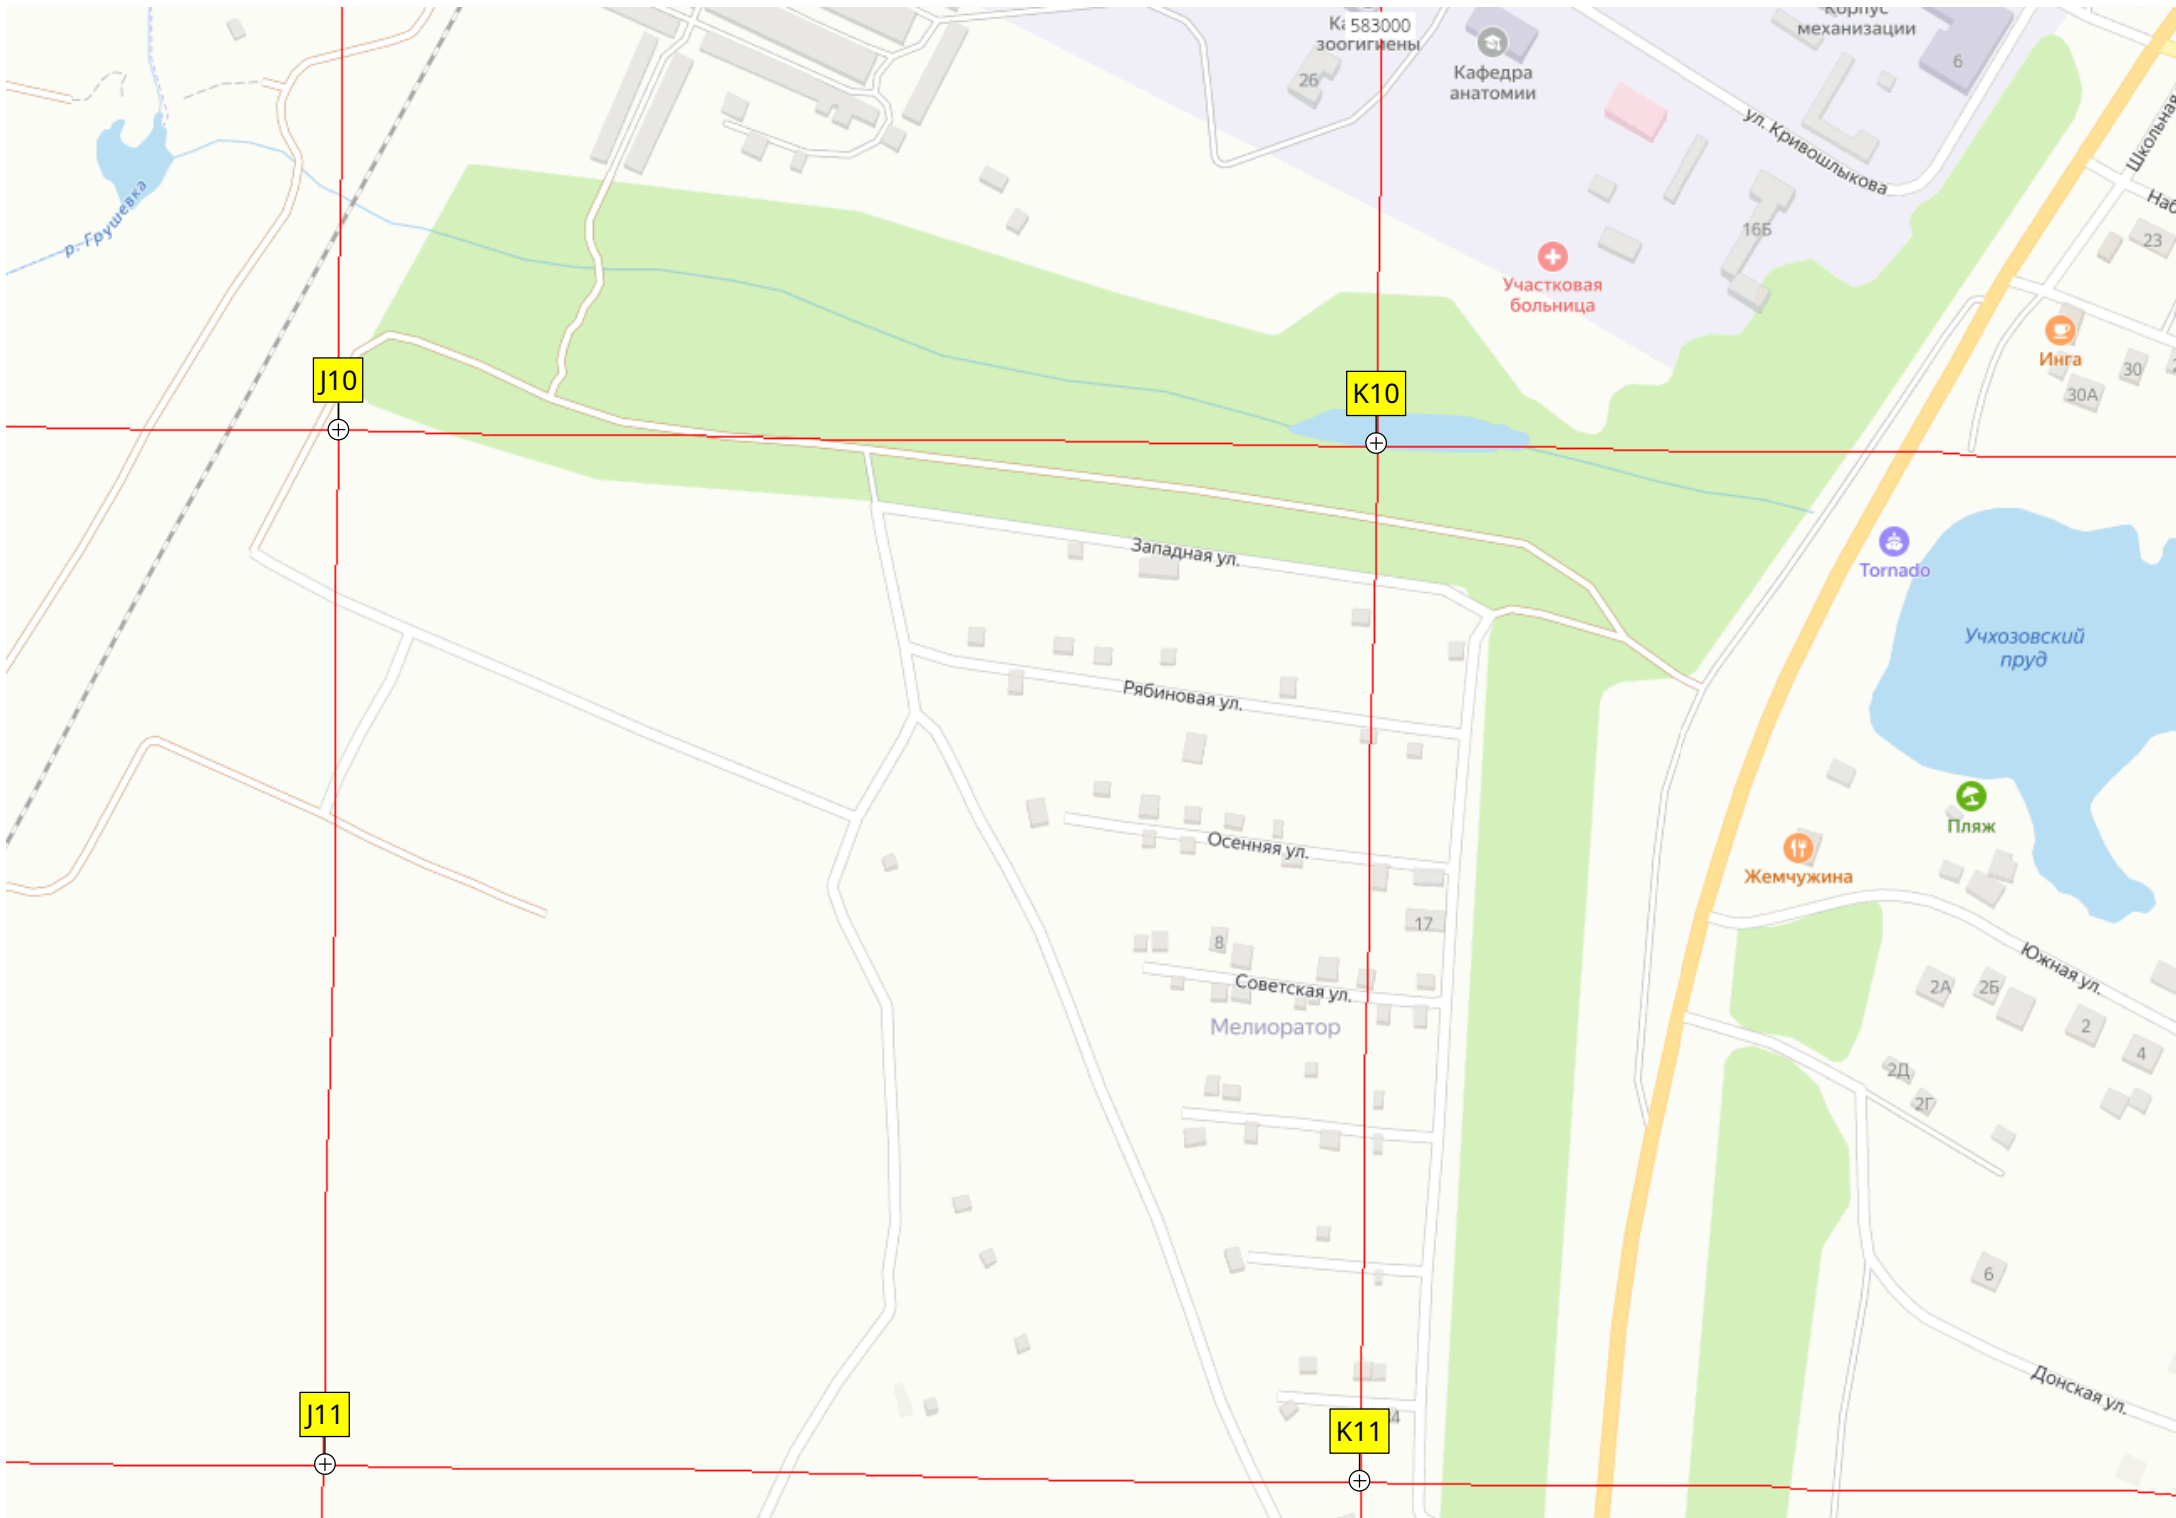 583000
зоогигиены
26
Кафедра
анатомии
механизации
6
ул. Кривошлыкова
Школьная
16Б
23
р. Грушевка
Участковая
больница
Инга
30
30А
J10
K10
Западная ул.
Tornado
Учхозовский
пруд
Рябиновая ул.
Пляж
Осенняя ул.
Жемчужина
17
8
Советская ул.
Мелиоратор
Южная ул.
2А
2Б
2
4
2Д
2Г
6
Донская ул.
J11
K11